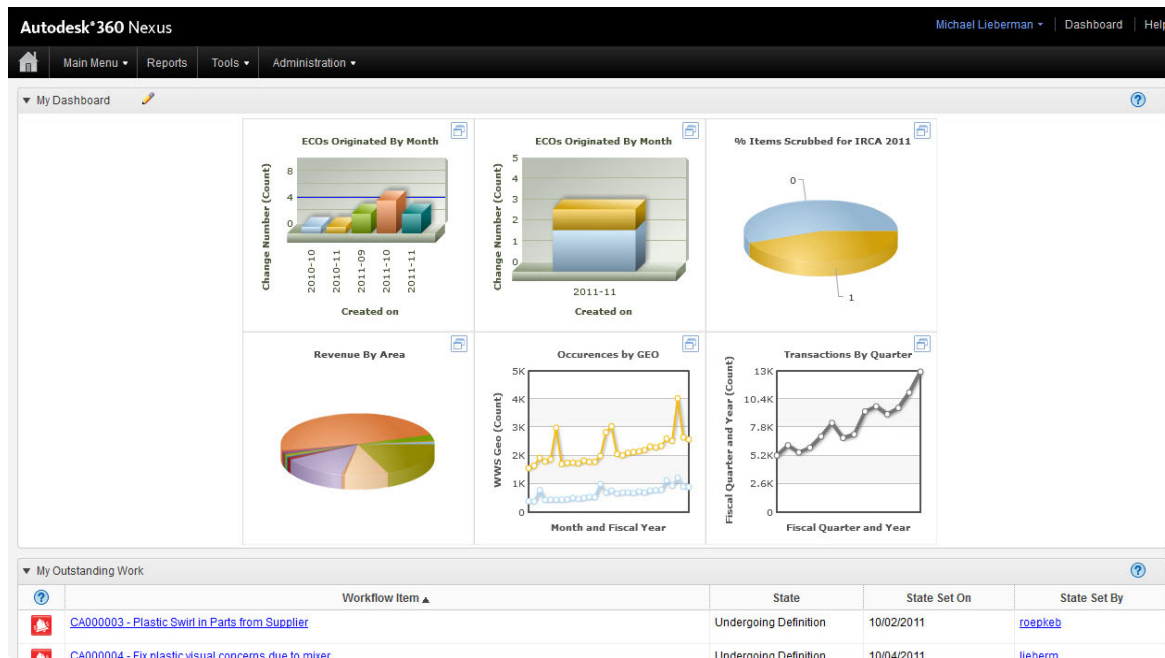 Autodesk*360 Nexus
Michael Lieberman
Dashboard
Help
Main Menu
Reports
Tools
Administration
My Dashboard
?
ECOs Originated By Month
Change Number (Count)
8
4
0
2010-10
2010-11
2011-09
2011-10
2011-11
Created on
ECOs Originated By Month
Change Number (Count)
5
4
3
2
1
0
2011-11
Created on
% Items Scrubbed for IRCA 2011
0
1
Revenue By Area
Occurences by GEO
WWS Geo (Count)
5K
4K
3K
2K
1K
0
Month and Fiscal Year
Transactions By Quarter
Fiscal Quarter and Year (Count)
13K
10.4K
7.8K
5.2K
2.6K
0
Fiscal Quarter and Year
My Outstanding Work
?
? Workflow Item State State Set On State Set By
CA000003 - Plastic Swirl in Parts from Supplier Undergoing Definition 10/02/2011 roepkeb
CA000004 - Fix plastic visual concerns due to mixer Undergoing Definition 10/04/2011 lieberm